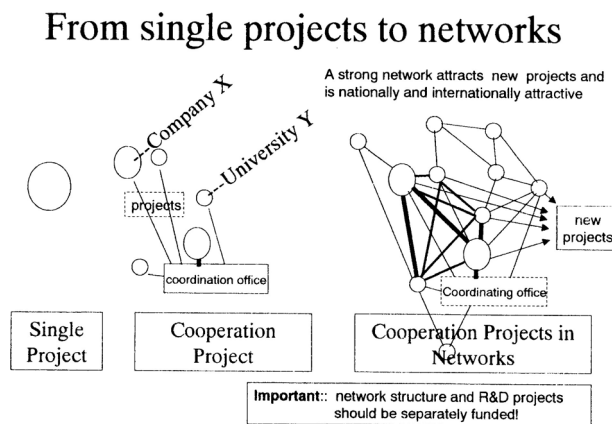 From single projects to networks
A strong network attracts new projects and
is nationally and internationally attractive
Company X
University Y
projects
coordination office
new
projects
Coordinating office
Single
Project
Cooperation
Project
Cooperation Projects in
Networks
Important:: network structure and R&D projects
should be separately funded!